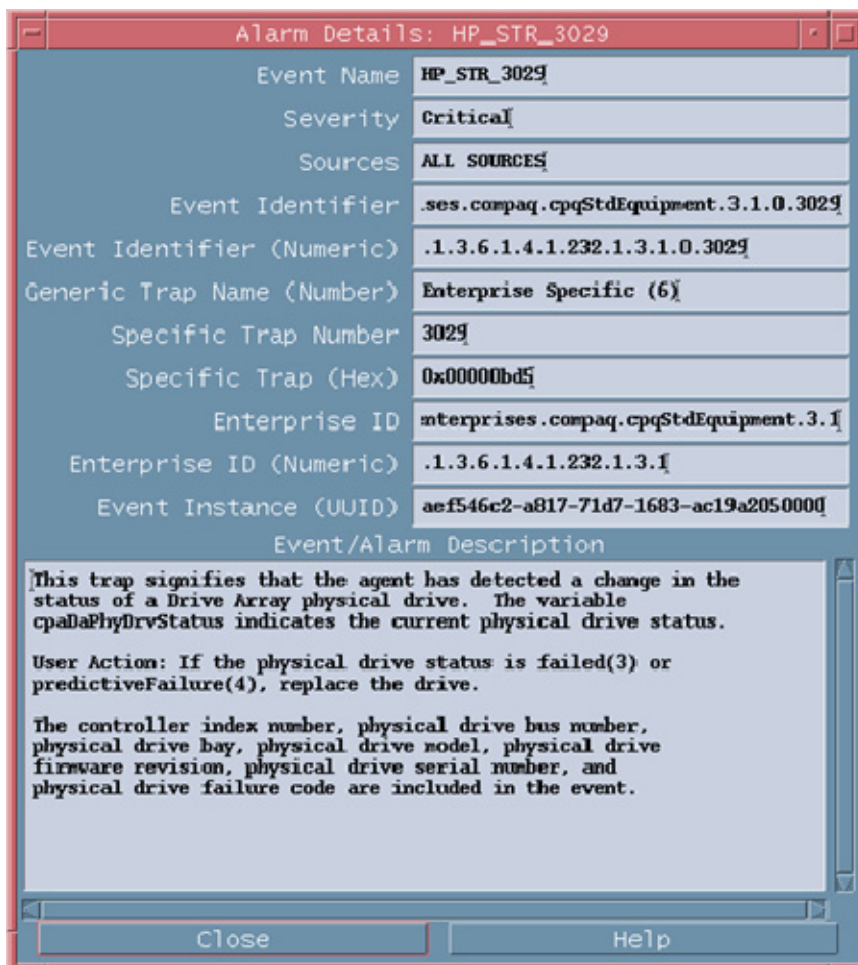 Alarm Details: HP_STR_3029
Event Name HP_STR_3029
Severity Critical
Sources ALL SOURCES
Event Identifier .ses.compaq.cpqStdEquipment.3.1.0.3029
Event Identifier (Numeric) .1.3.6.1.4.1.232.1.3.1.0.3029
Generic Trap Name (Number) Enterprise Specific (6)
Specific Trap Number 3029
Specific Trap (Hex) 0x00000bd5
Enterprise ID nterprises.compaq.cpqStdEquipment.3.1
Enterprise ID (Numeric) .1.3.6.1.4.1.232.1.3.1
Event Instance (UUID) aef546c2-a817-71d7-1683-ac19a2050000
Event/Alarm Description
This trap signifies that the agent has detected a change in the
status of a Drive Array physical drive. The variable
cpaDaPhyDrvStatus indicates the current physical drive status.
User Action: If the physical drive status is failed(3) or
predictiveFailure(4), replace the drive.
The controller index number, physical drive bus number,
physical drive bay, physical drive model, physical drive
firmware revision, physical drive serial number, and
physical drive failure code are included in the event.
Close Help